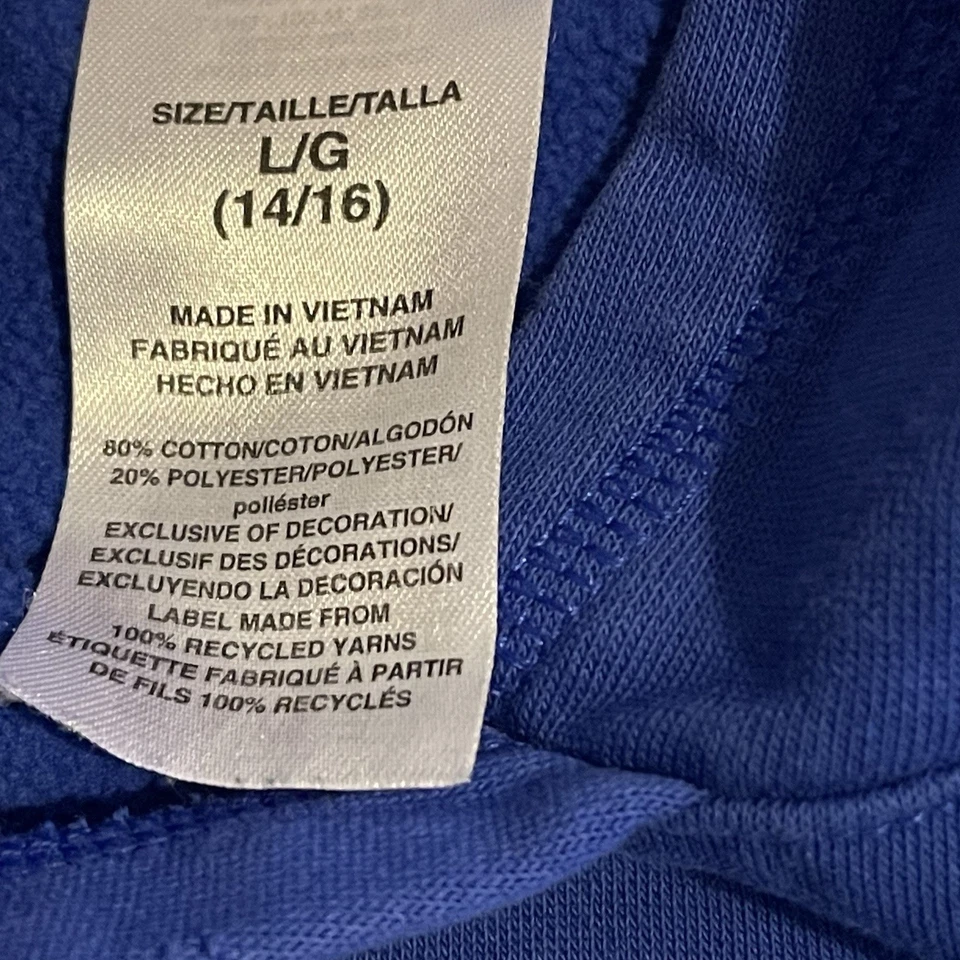 SIZE/TAILLE/TALLA
L/G
(14/16)
MADE IN VIETNAM
FABRIQUÉ AU VIETNAM
HECHO EN VIETNAM
80% COTTON/COTON/ALGODÓN
20% POLYESTER/POLYESTER/
poliéster
EXCLUSIVE OF DECORATION/
EXCLUSIF DES DÉCORATIONS/
EXCLUYENDO LA DECORACIÓN
LABEL MADE FROM
100% RECYCLED YARNS
ÉTIQUETTE FABRIQUÉ À PARTIR
DE FILS 100% RECYCLÉS